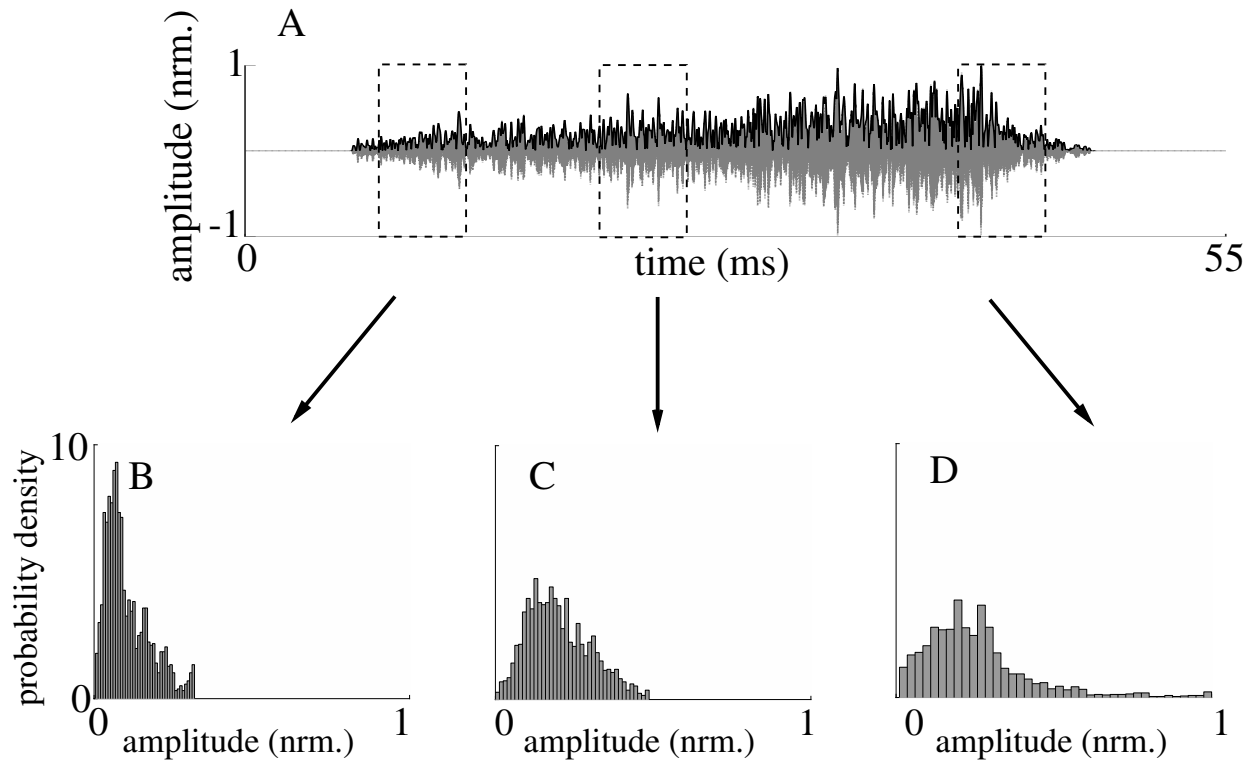 A
amplitude (nrm.)
1
-1
0
time (ms)
55
probability density
10
0
B
0
1
amplitude (nrm.)
C
0
1
amplitude (nrm.)
D
0
1
amplitude (nrm.)